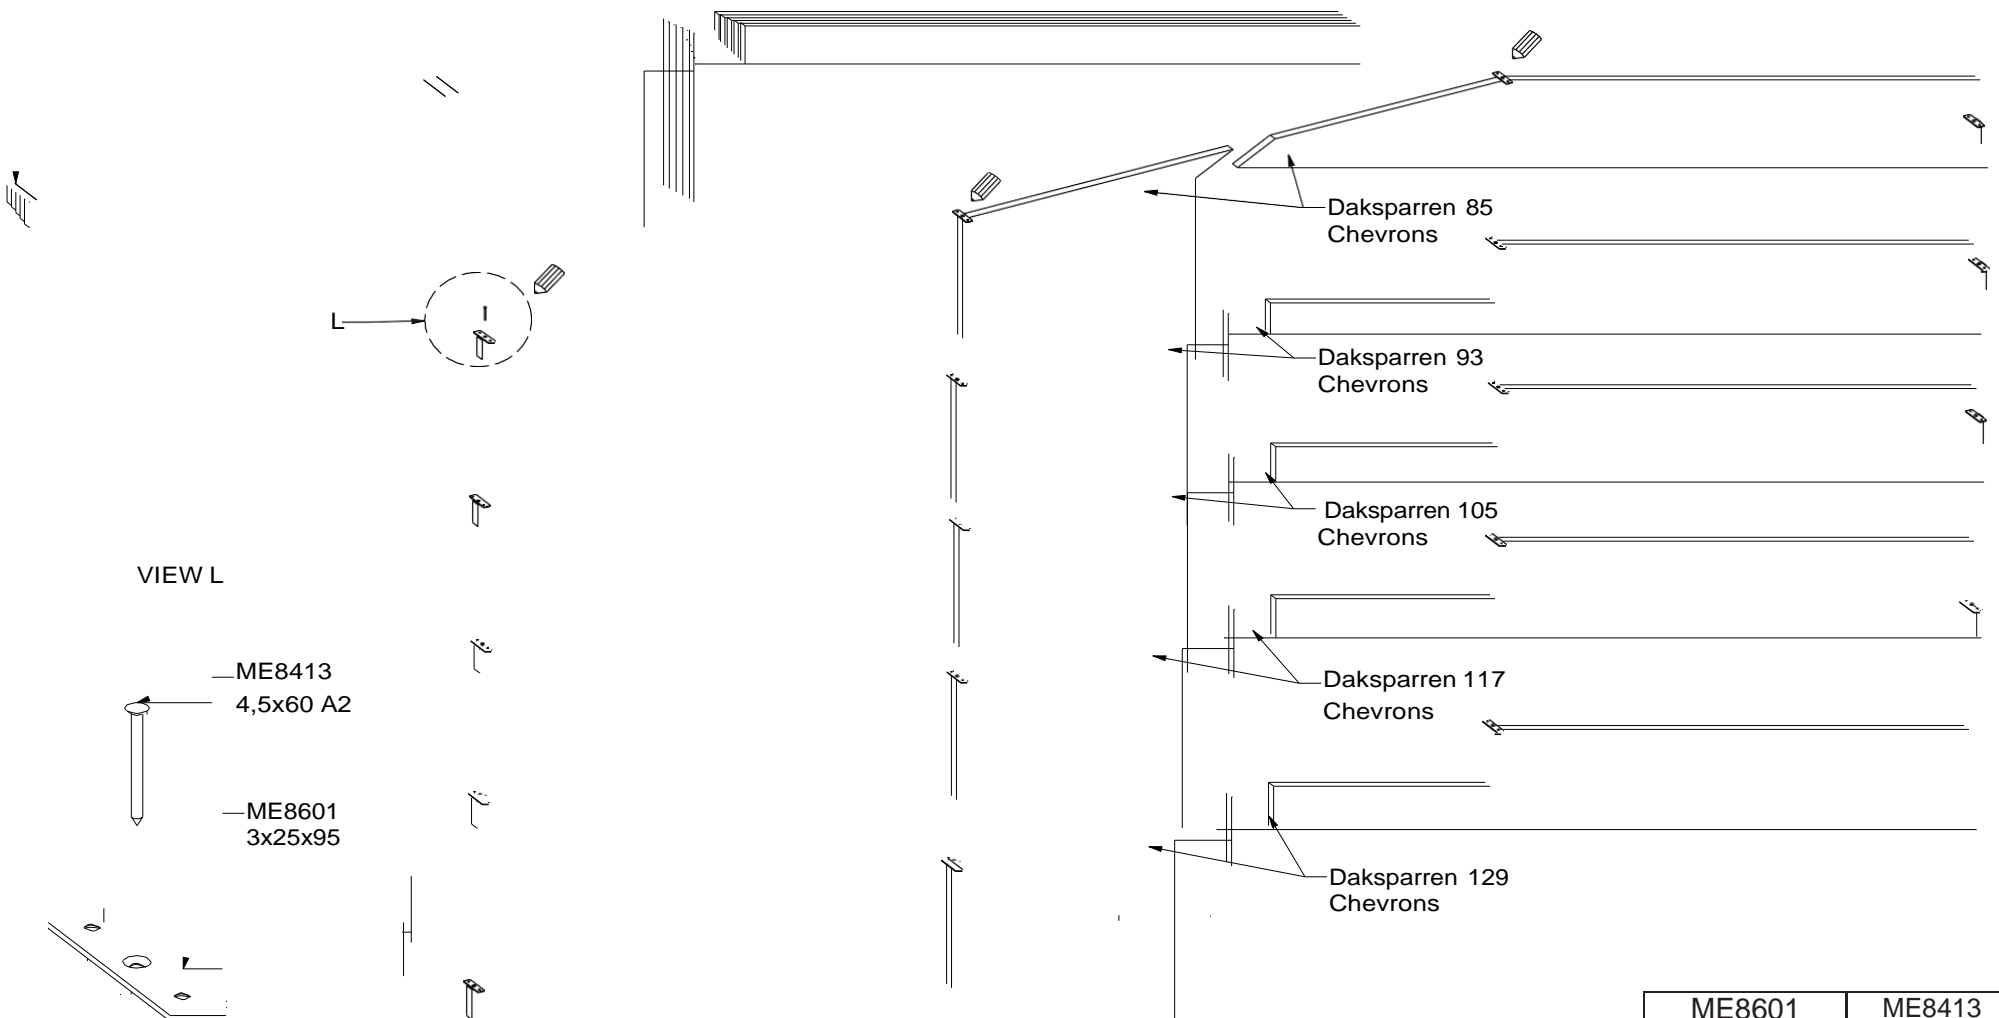 Daksparren 85
Chevrons
L
Daksparren 93
Chevrons
Daksparren 105
Chevrons
VIEW L
ME8413
4,5x60 A2
Daksparren 117
Chevrons
ME8601
3x25x95
Daksparren 129
Chevrons
ME8601 ME8413